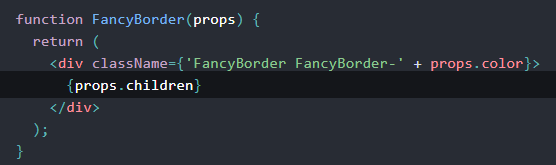 function FancyBorder(props) {
  return (
    <div className={'FancyBorder FancyBorder-' + props.color}>
      {props.children}
    </div>
  );
}